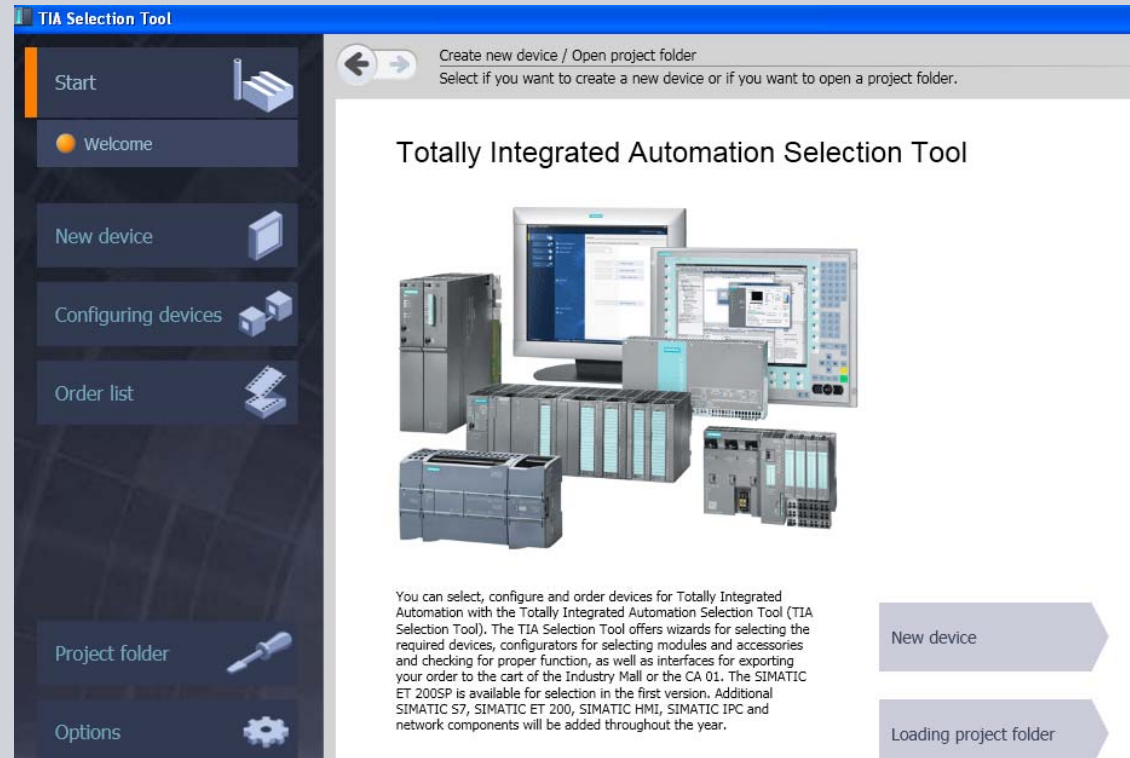 TIA Selection Tool
Start
Welcome
New device
Configuring devices
Order list
Project folder
Options
Create new device / Open project folder
Select if you want to create a new device or if you want to open a project folder.
Totally Integrated Automation Selection Tool
You can select, configure and order devices for Totally Integrated
Automation with the Totally Integrated Automation Selection Tool (TIA
Selection Tool). The TIA Selection Tool offers wizards for selecting the
required devices, configurators for selecting modules and accessories
and checking for proper function, as well as interfaces for exporting
your order to the cart of the Industry Mall or the CA 01. The SIMATIC
ET 200SP is available for selection in the first version. Additional
SIMATIC S7, SIMATIC ET 200, SIMATIC HMI, SIMATIC IPC and
network components will be added throughout the year.
New device
Loading project folder